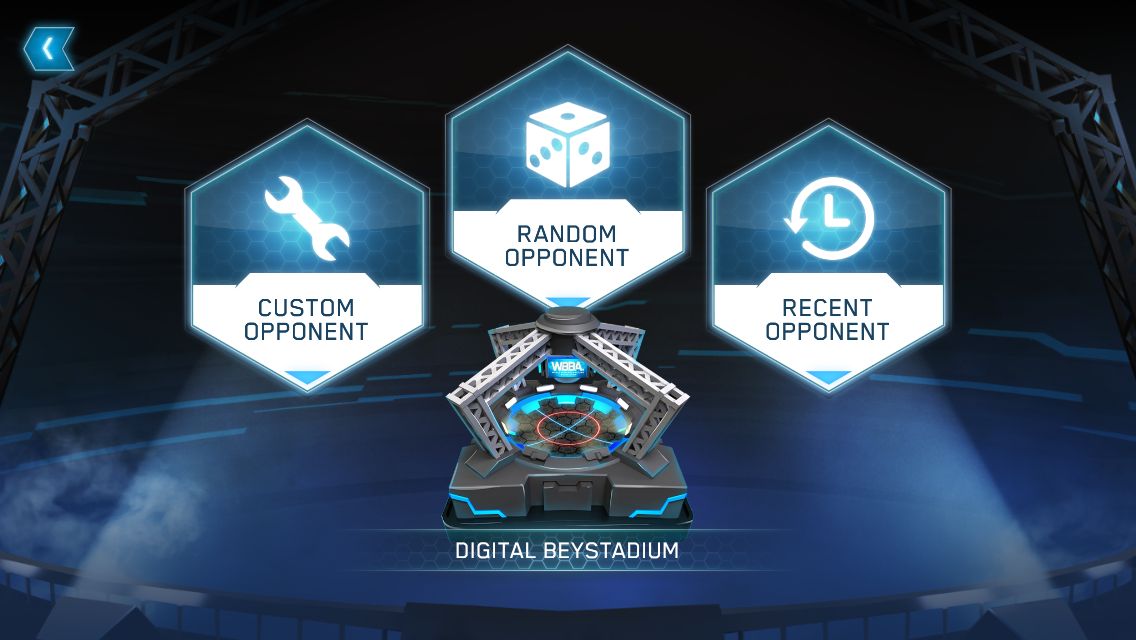 RANDOM
OPPONENT
CUSTOM
OPPONENT
RECENT
OPPONENT
WBBA
DIGITAL BEYSTADIUM